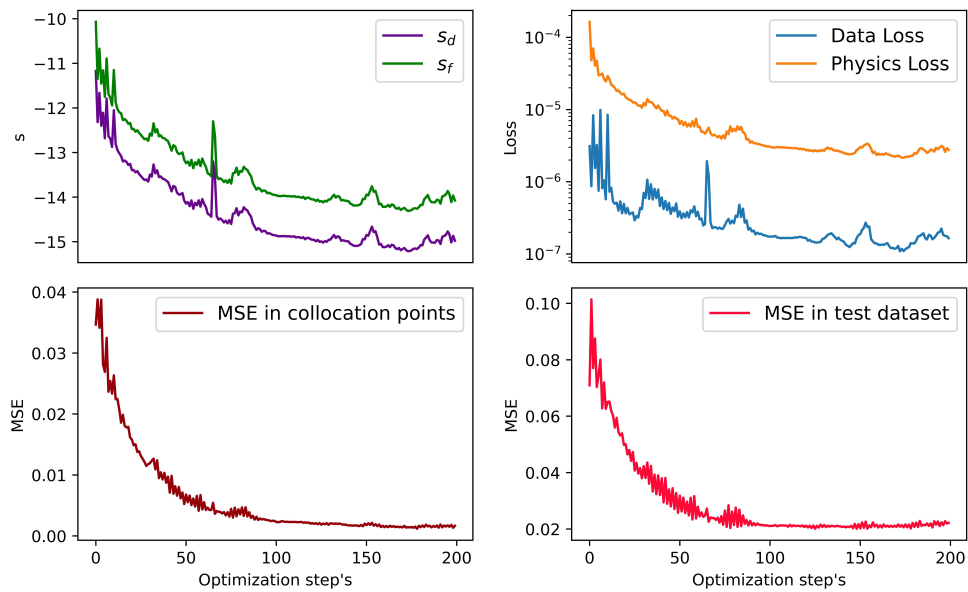 −10
−11
−12
−13
−14
−15
s
s_d
s_f
10⁻⁴
10⁻⁵
10⁻⁶
10⁻⁷
Loss
Data Loss
Physics Loss
0.04
0.03
0.02
0.01
0.00
MSE
MSE in collocation points
0 50 100 150 200
Optimization step's
0.10
0.08
0.06
0.04
0.02
MSE
MSE in test dataset
0 50 100 150 200
Optimization step's